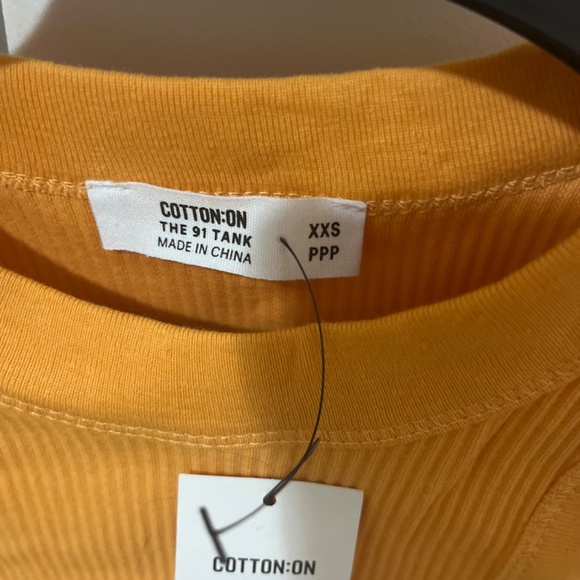 COTTON:ON
THE 91 TANK
MADE IN CHINA
XXS
PPP
COTTON:ON